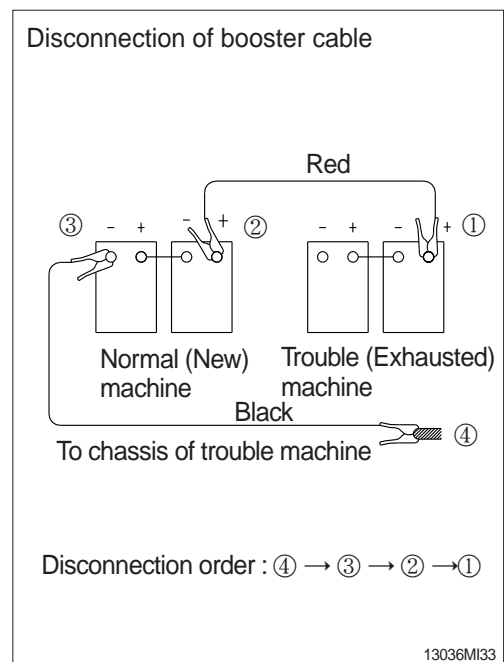 Disconnection of booster cable
Red
③ - + - + ② - + - + ①
Normal (New)
machine
Trouble (Exhausted)
machine
Black
To chassis of trouble machine ④
Disconnection order : ④ → ③ → ② →①
13036MI33